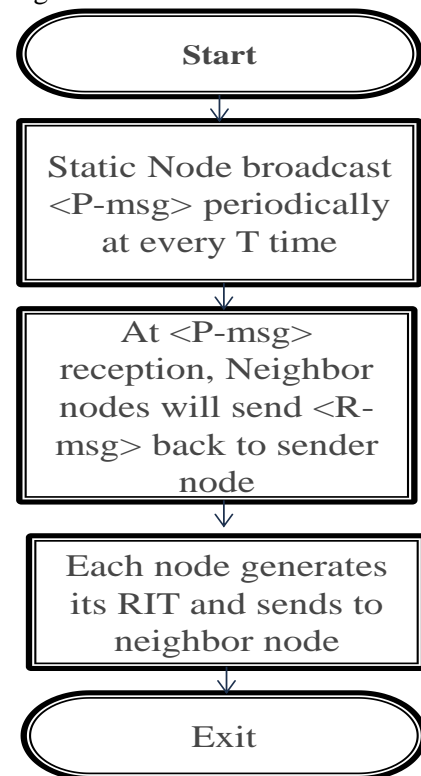 Start
Static Node broadcast
<P-msg> periodically
at every T time
At <P-msg>
reception, Neighbor
nodes will send <R-
msg> back to sender
node
Each node generates
its RIT and sends to
neighbor node
Exit